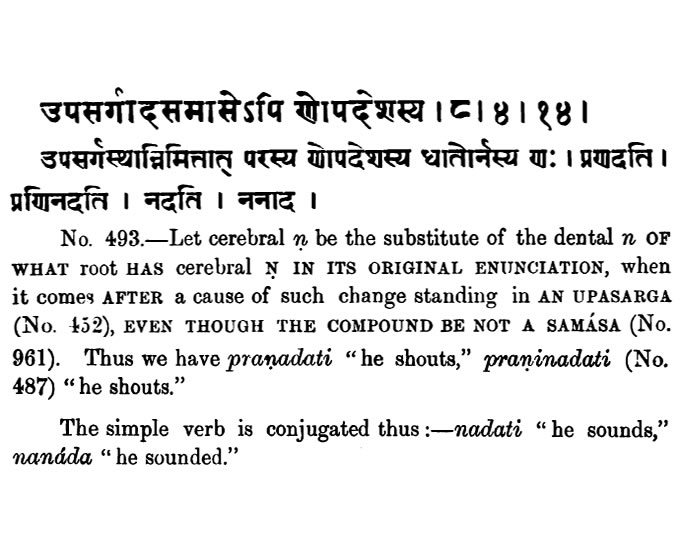 उपसर्गादसमासेऽपि णोपदेशस्य । ८ । ४ । १४ ।
उपसर्गस्थान्निमित्तात् परस्य णोपदेशस्य धातोर्नस्य णः । प्रणदति ।
प्रणिनदति । नदति । ननाद ।
No. 493.—Let cerebral ṇ be the substitute of the dental n OF
WHAT root HAS cerebral Ṇ IN ITS ORIGINAL ENUNCIATION, when
it comes AFTER a cause of such change standing in AN UPASARGA
(No. 452), EVEN THOUGH THE COMPOUND BE NOT A SAMÁSA (No.
961). Thus we have praṇadati “he shouts,” praṇinadati (No.
487) “he shouts.”
The simple verb is conjugated thus :—nadati “he sounds,”
nanáda “he sounded.”